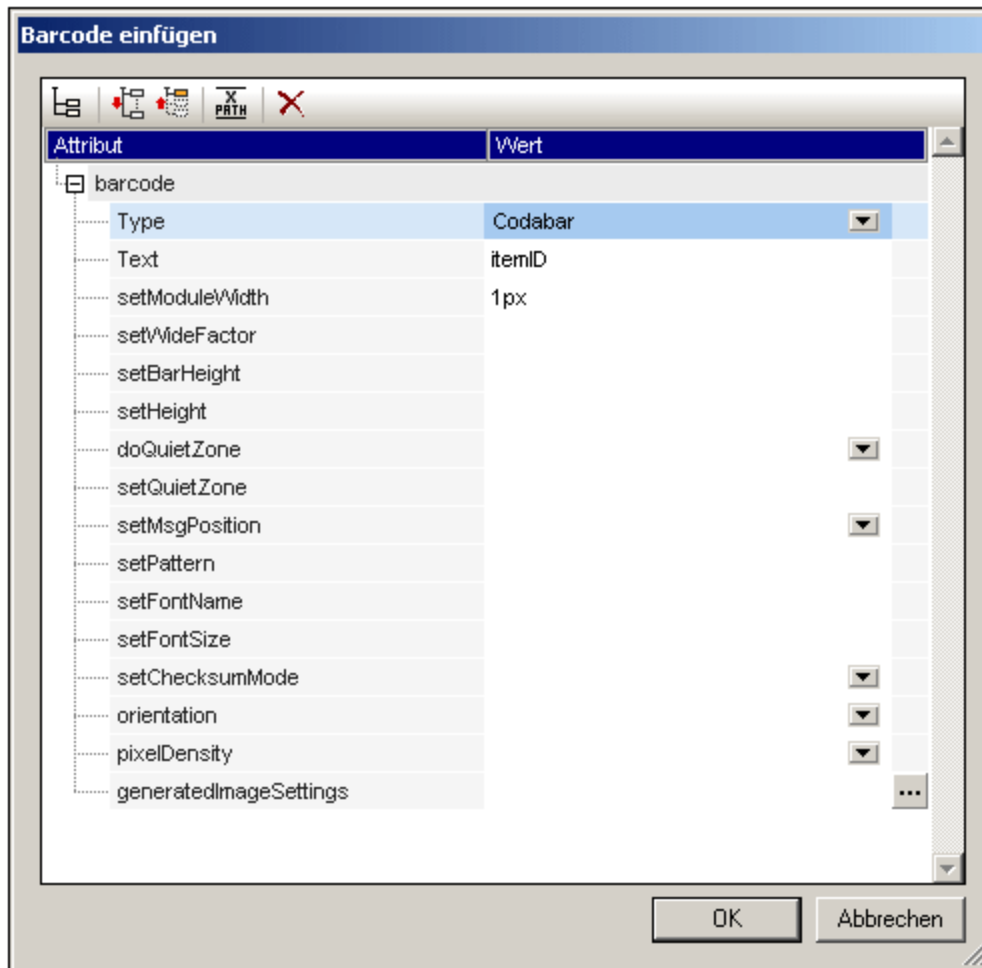 Barcode einfügen
X PATH
Attribut Wert
barcode
Type Codabar
Text itemID
setModuleWidth 1px
setWideFactor
setBarHeight
setHeight
doQuietZone
setQuietZone
setMsgPosition
setPattern
setFontName
setFontSize
setChecksumMode
orientation
pixelDensity
generatedImageSettings ...
OK Abbrechen